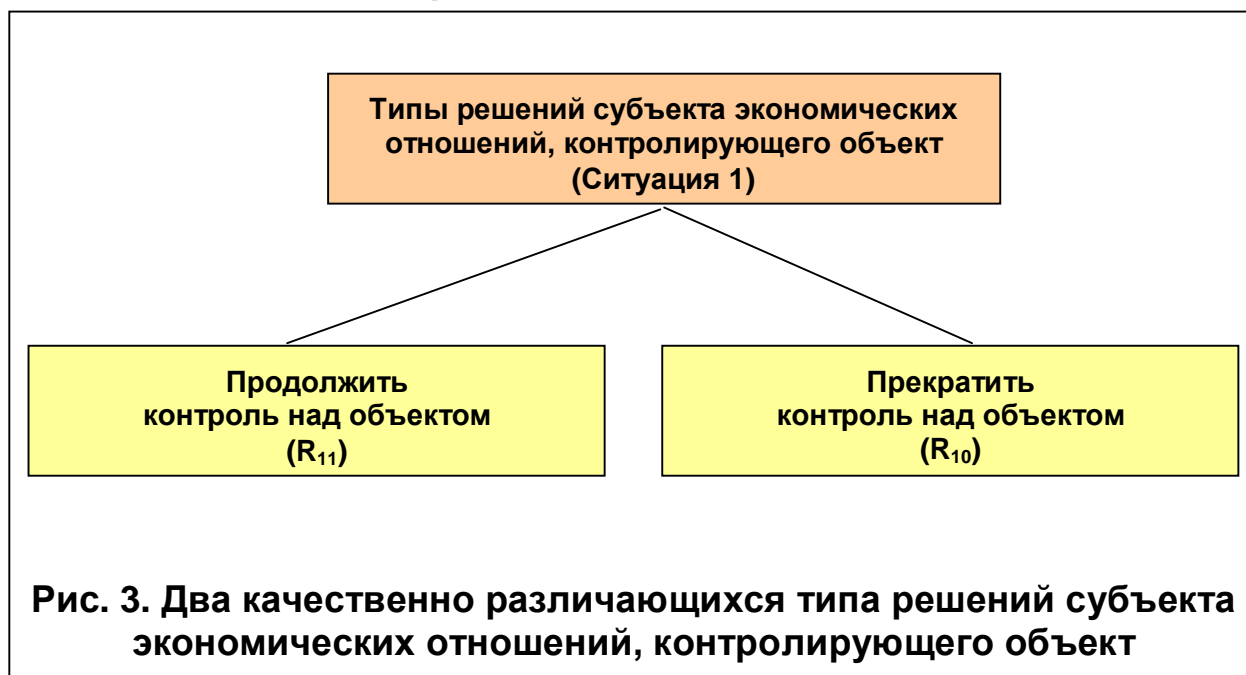 Типы решений субъекта экономических
отношений, контролирующего объект
(Ситуация 1)
Продолжить
контроль над объектом
(R₁₁)
Прекратить
контроль над объектом
(R₁₀)
Рис. 3. Два качественно различающихся типа решений субъекта
экономических отношений, контролирующего объект